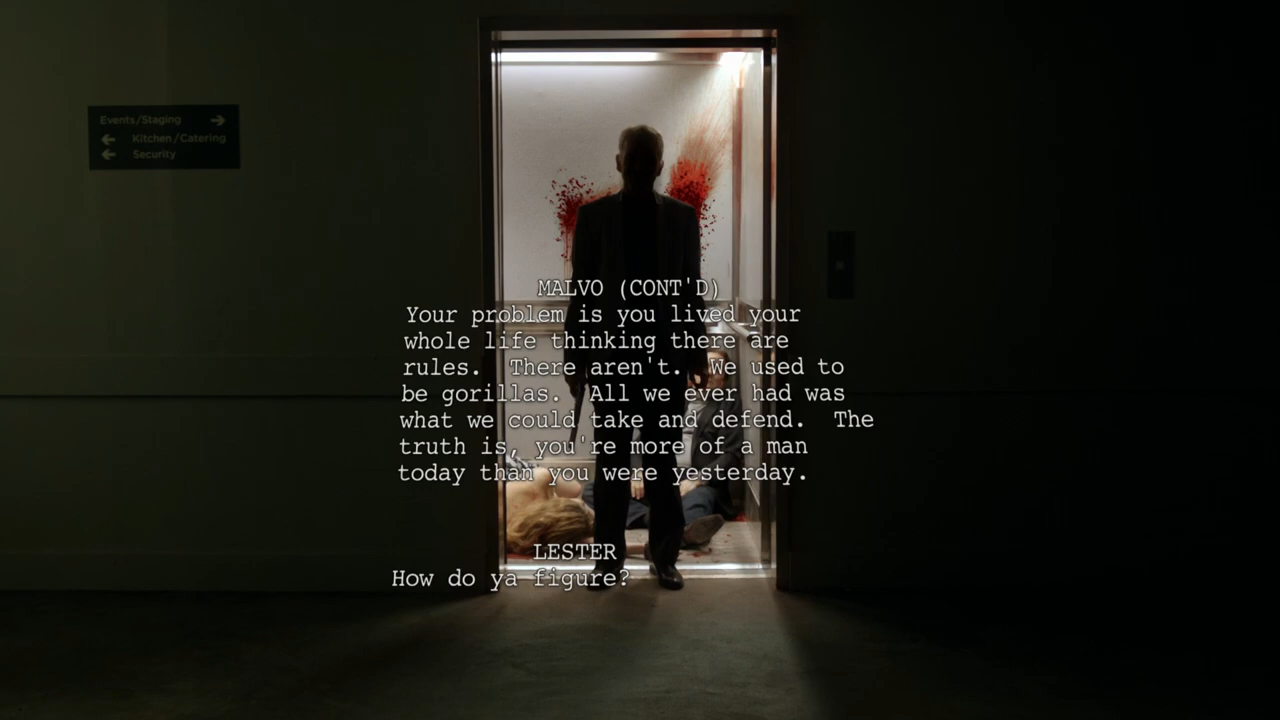 Events/Staging →
← Kitchen/Catering
← Security
MALVO (CONT'D)
Your problem is you lived your
whole life thinking there are
rules. There aren't. We used to
be gorillas. All we ever had was
what we could take and defend. The
truth is, you're more of a man
today than you were yesterday.
LESTER
How do ya figure?